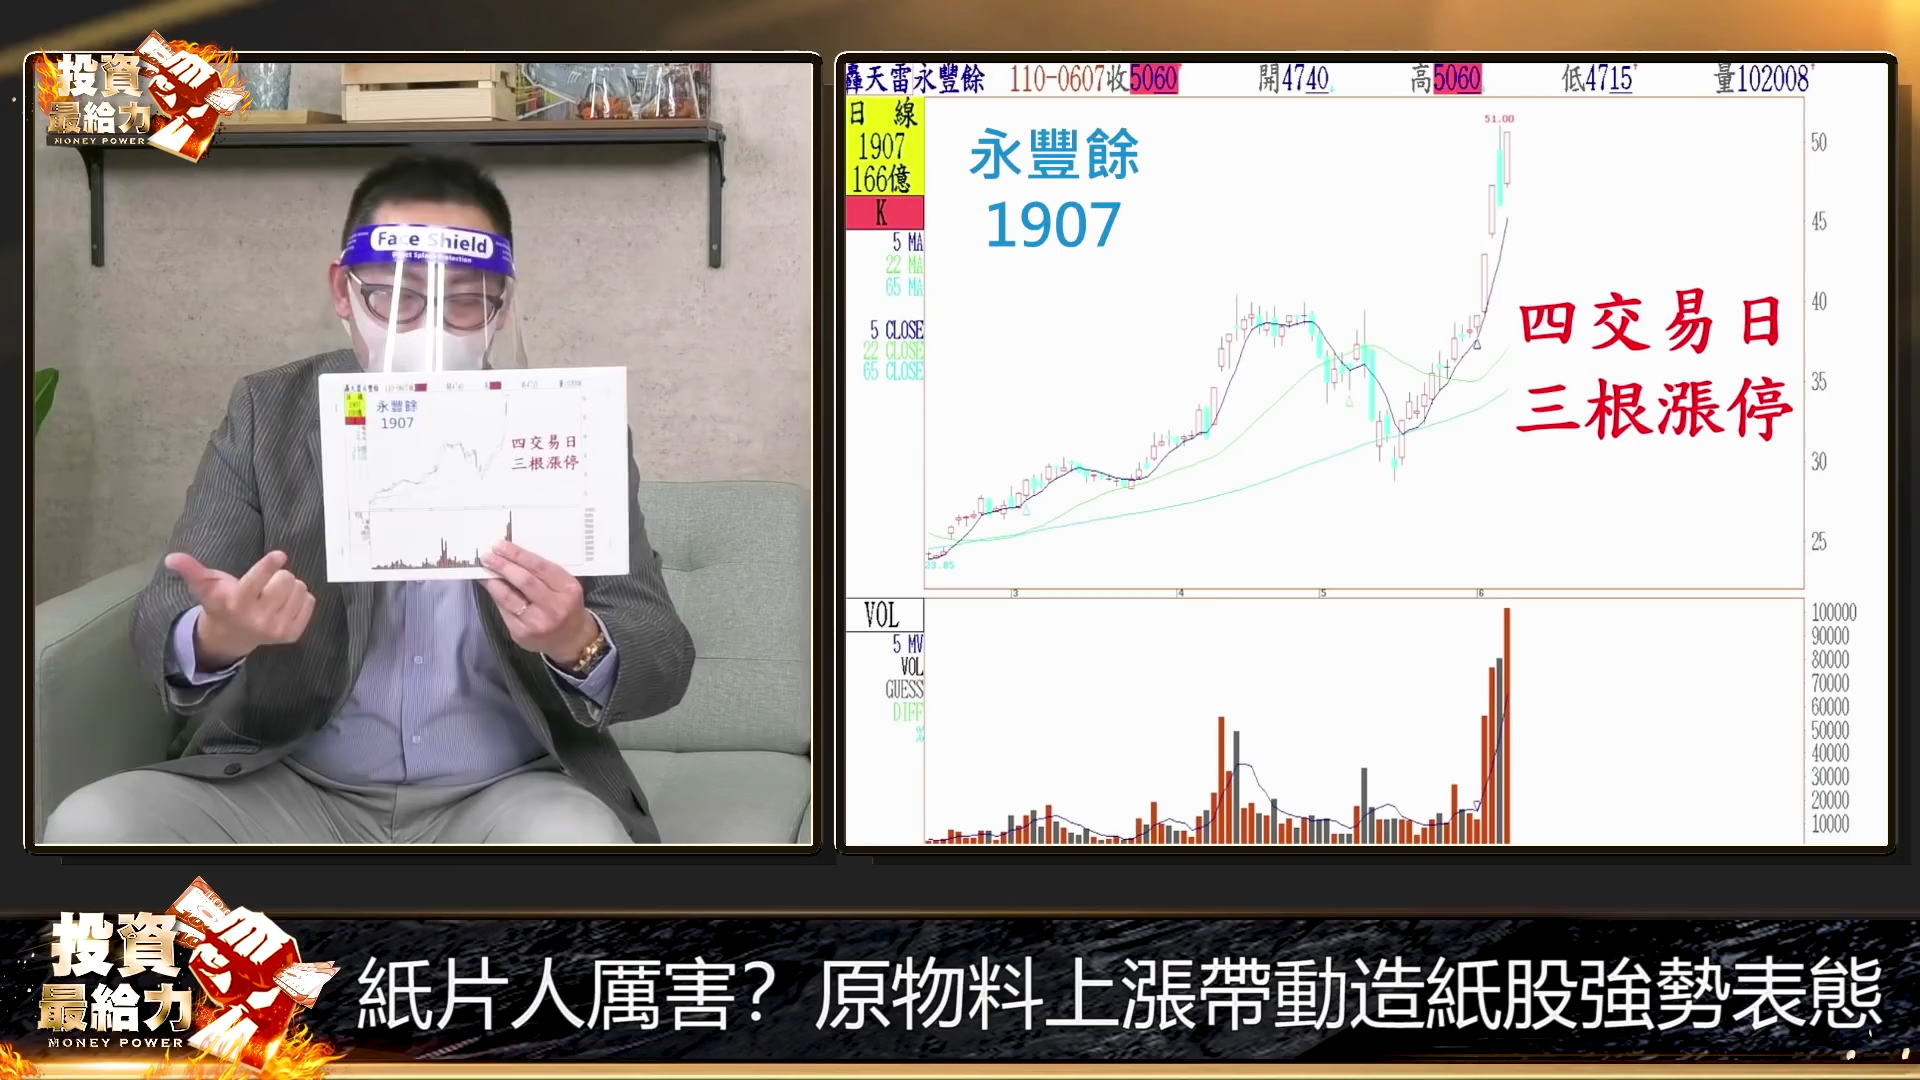 投資
最給力
MONEY POWER
Face Shield
Direct Splash Protection
永豐餘
1907
四交易日
三根漲停
轟天雷永豐餘 110-0607收5060 開4740 高5060 低4715 量102008
日 線
1907
166億
K
5 MA
22 MA
65 MA
5 CLOSE
22 CLOSE
65 CLOSE
永豐餘
1907
51.00
四交易日
三根漲停
23.85
50
45
40
35
30
25
3 4 5 6
VOL
5 MV
VOL
GUESS
DIFF
%
100000
90000
80000
70000
60000
50000
40000
30000
20000
10000
投資
最給力
MONEY POWER
紙片人厲害？原物料上漲帶動造紙股強勢表態